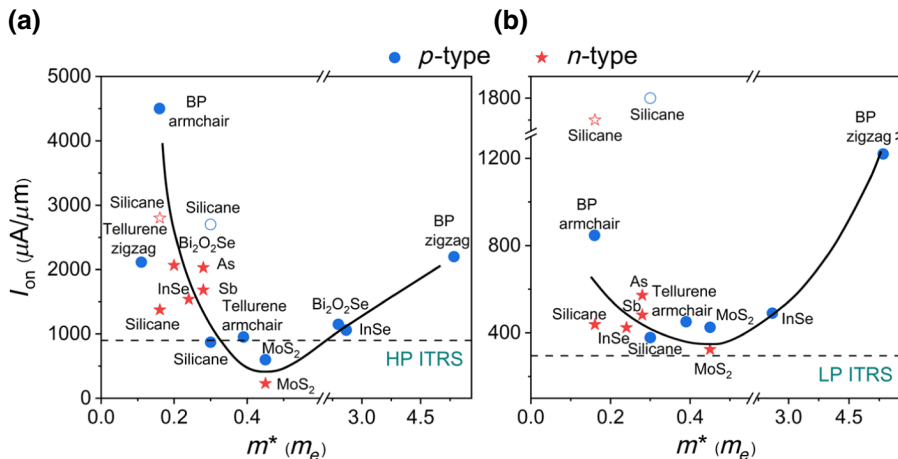 (a)
(b)
p-type
n-type
5000
4000
3000
2000
1000
0
I_on (µA/µm)
BP
armchair
Silicane
Silicane
Tellurene
zigzag
Bi₂O₂Se
As
InSe
Sb
Silicane
Silicane
Tellurene
armchair
MoS₂
MoS₂
BP
zigzag
Bi₂O₂Se
InSe
HP ITRS
0.0
0.2
0.4
3.0
4.5
m* (mₑ)
1800
1200
800
400
Silicane
Silicane
BP
zigzag
BP
armchair
As
Sb
Tellurene
armchair
MoS₂
Silicane
InSe
Silicane
MoS₂
InSe
LP ITRS
0.0
0.2
0.4
3.0
4.5
m* (mₑ)